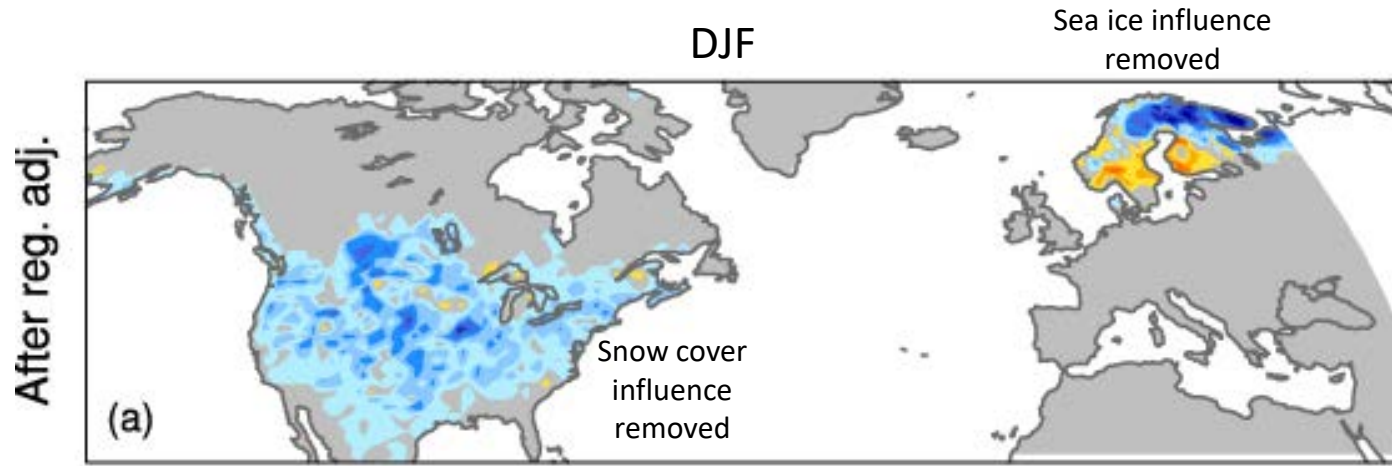 DJF
Sea ice influence
removed
After reg. adj.
Snow cover
influence
removed
(a)